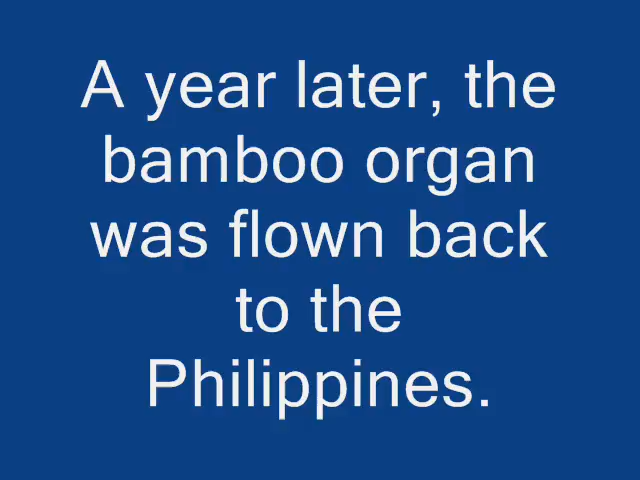 A year later, the
bamboo organ
was flown back
to the
Philippines.